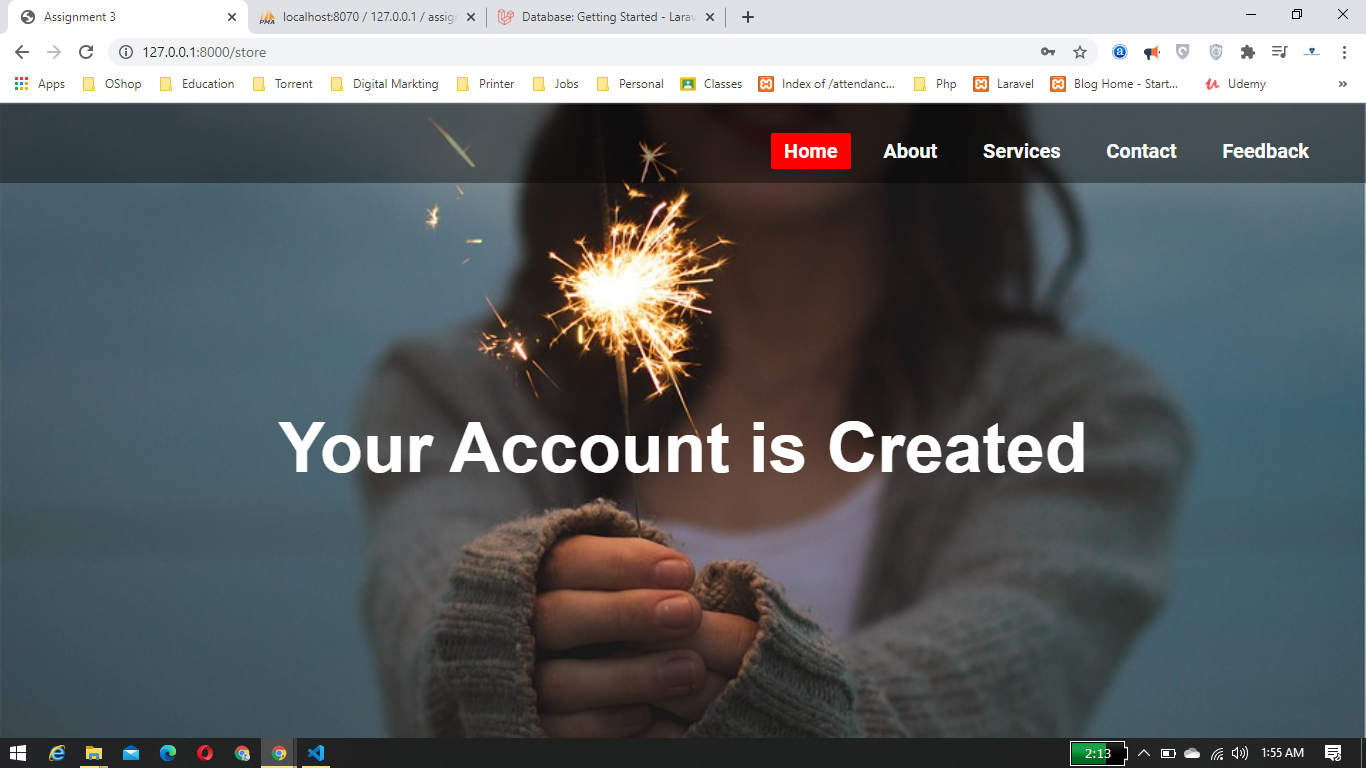 Assignment 3
localhost:8070 / 127.0.0.1 / assig
Database: Getting Started - Larav
127.0.0.1:8000/store
Apps OShop Education Torrent Digital Markting Printer Jobs Personal Classes Index of /attendanc... Php Laravel Blog Home - Start... Udemy »
Home About Services Contact Feedback
Your Account is Created
2:13 1:55 AM